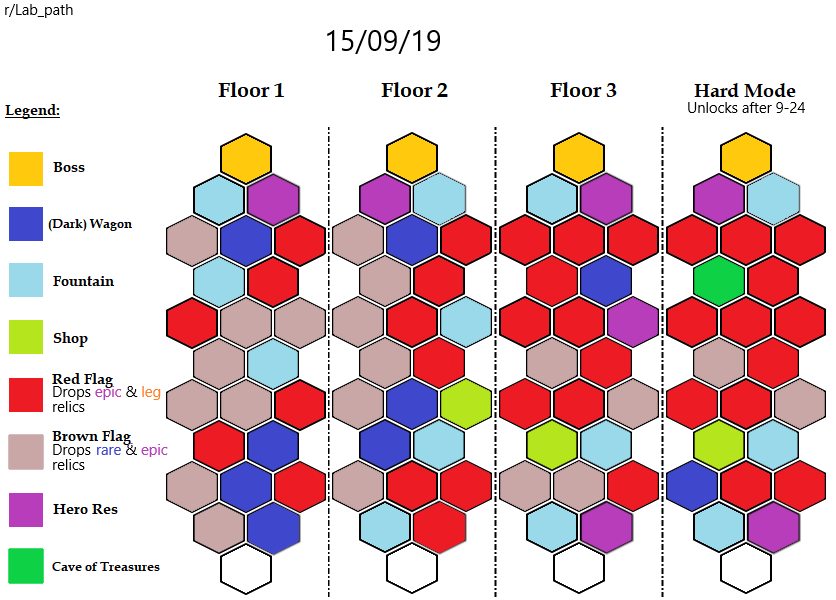 r/Lab_path
15/09/19
Floor 1
Floor 2
Floor 3
Hard Mode
Unlocks after 9-24
Legend:
Boss
(Dark) Wagon
Fountain
Shop
Red Flag
Drops epic & leg
relics
Brown Flag
Drops rare & epic
relics
Hero Res
Cave of Treasures